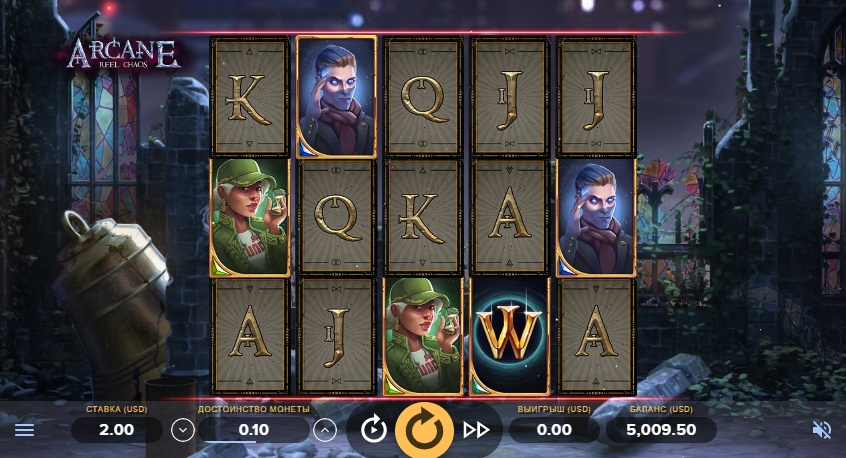 ARCANE
REEL CHAOS
K Q J J
Q K A
A J W A
СТАВКА (USD) ДОСТОИНСТВО МОНЕТЫ ВЫИГРЫШ (USD) БАЛАНС (USD)
2.00 0.10 0.00 5,009.50